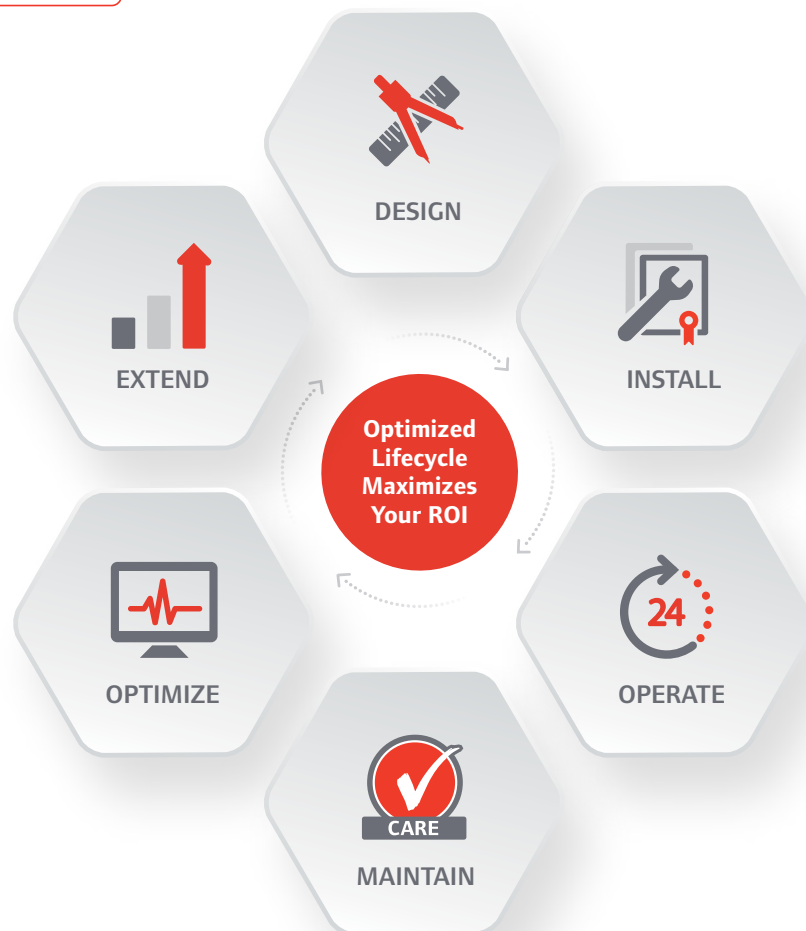 DESIGN
EXTEND
INSTALL
Optimized
Lifecycle
Maximizes
Your ROI
24
OPTIMIZE
OPERATE
CARE
MAINTAIN